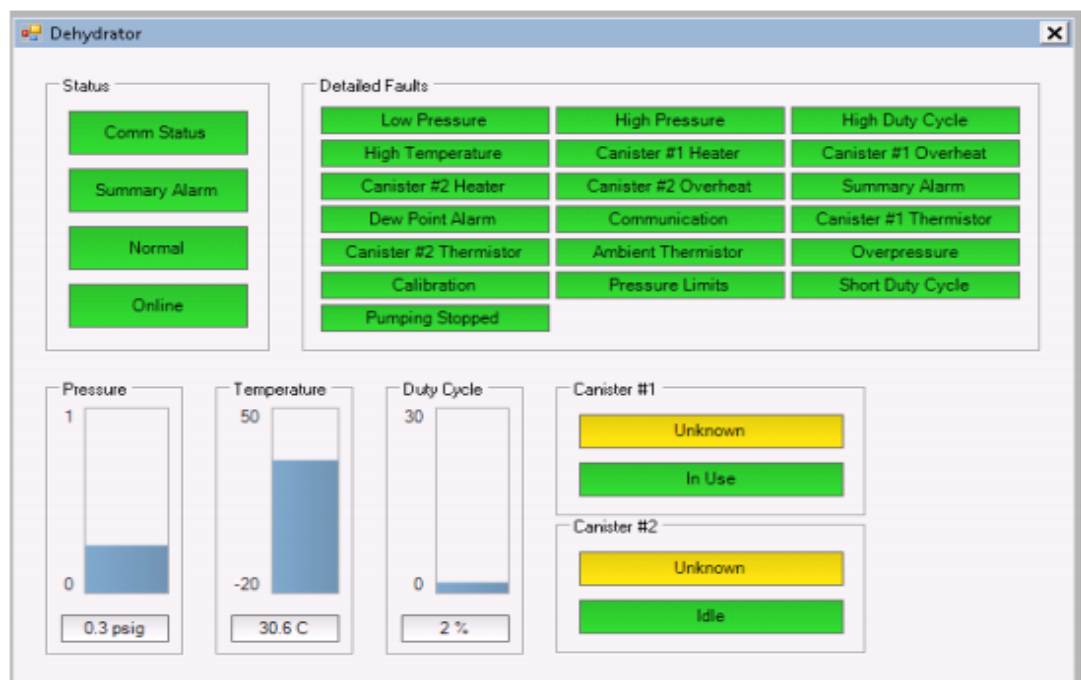 Dehydrator
Status
Comm Status
Summary Alarm
Normal
Online
Detailed Faults
Low Pressure High Pressure High Duty Cycle
High Temperature Canister #1 Heater Canister #1 Overheat
Canister #2 Heater Canister #2 Overheat Summary Alarm
Dew Point Alarm Communication Canister #1 Thermistor
Canister #2 Thermistor Ambient Thermistor Overpressure
Calibration Pressure Limits Short Duty Cycle
Pumping Stopped
Pressure
1
0
0.3 psig
Temperature
50
-20
30.6 C
Duty Cycle
30
0
2 %
Canister #1
Unknown
In Use
Canister #2
Unknown
Idle